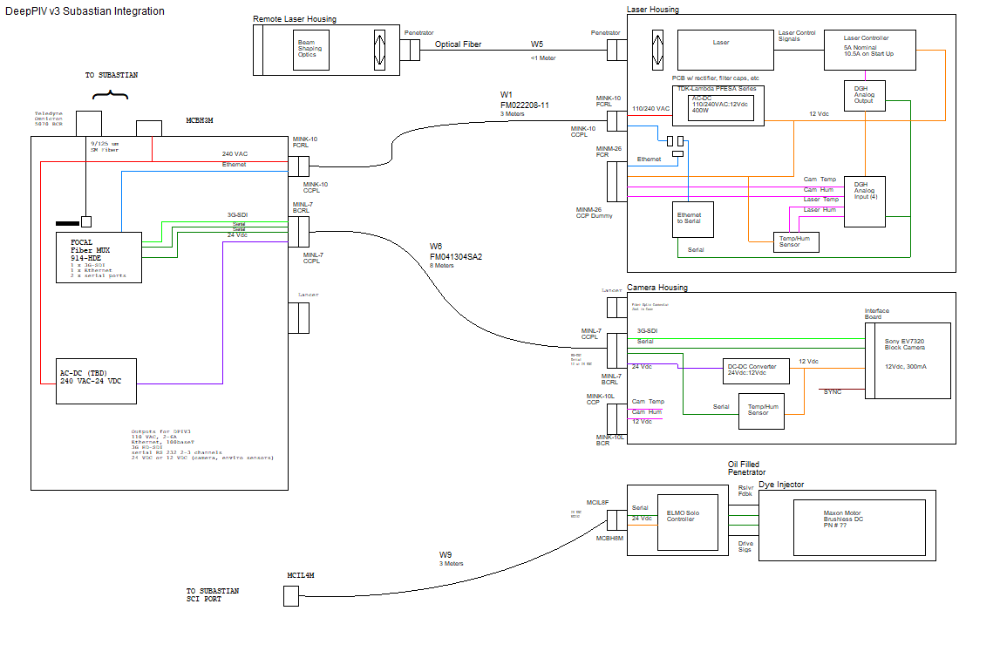 DeepPIV v3 Subastian Integration
Remote Laser Housing
Penetrator
Beam
Shaping
Optics
Optical Fiber
W5
<1 Meter
Penetrator
Laser Housing
Laser
Laser Control
Signals
Laser Controller
5A Nominal
10.5A on Start Up
PCB w/ rectifier, filter caps, etc
TDK-Lambda PFESA Series
AC-DC
110/240VAC:12Vdc
400W
DGH
Analog
Output
12 Vdc
MINK-10
FCRL
110/240 VAC
MINK-10
CCPL
MINM-26
FCR
Ethernet
MINM-26
CCP Dummy
Cam Temp
Cam Hum
Laser Temp
Laser Hum
DGH
Analog
Input (4)
Ethernet
to Serial
Temp/Hum
Sensor
Serial
W1
FM022208-11
3 Meters
TO SUBASTIAN
Teledyne
Omnicron
5070 BCR
MCBH3M
9/125 um
SM Fiber
MINK-10
FCRL
240 VAC
Ethernet
MINK-10
CCPL
MINL-7
BCRL
3G-SDI
Serial
Serial
24 Vdc
MINL-7
CCPL
FOCAL
Fiber MUX
914-HDE
1 x 3G-SDI
1 x Ethernet
2 x serial ports
Lancer
W6
FM041304SA2
8 Meters
AC-DC (TBD)
240 VAC-24 VDC
Outputs for DPIV3
110 VAC, 2-6A
Ethernet, 100baseT
3G HD-SDI
serial RS 232 2-3 channels
24 VDC or 12 VDC (camera, enviro sensors)
Camera Housing
Lancer
MINL-7
CCPL
3G-SDI
Serial
24 Vdc
MINL-7
BCRL
DC-DC Converter
24Vdc:12Vdc
12 Vdc
Interface
Board
Sony EV7320
Block Camera
12Vdc, 300mA
SYNC
MINK-10L
CCP
Cam Temp
Cam Hum
12 Vdc
MINK-10L
BCR
Serial
Temp/Hum
Sensor
Oil Filled
Penetrator
Rslvr
Fdbk
Dye Injector
MCIL8F
Serial
24 Vdc
MCBH8M
ELMO Solo
Controller
Drive
Sigs
Maxon Motor
Brushless DC
PN # ??
W9
3 Meters
MCIL4M
TO SUBASTIAN
SCI PORT